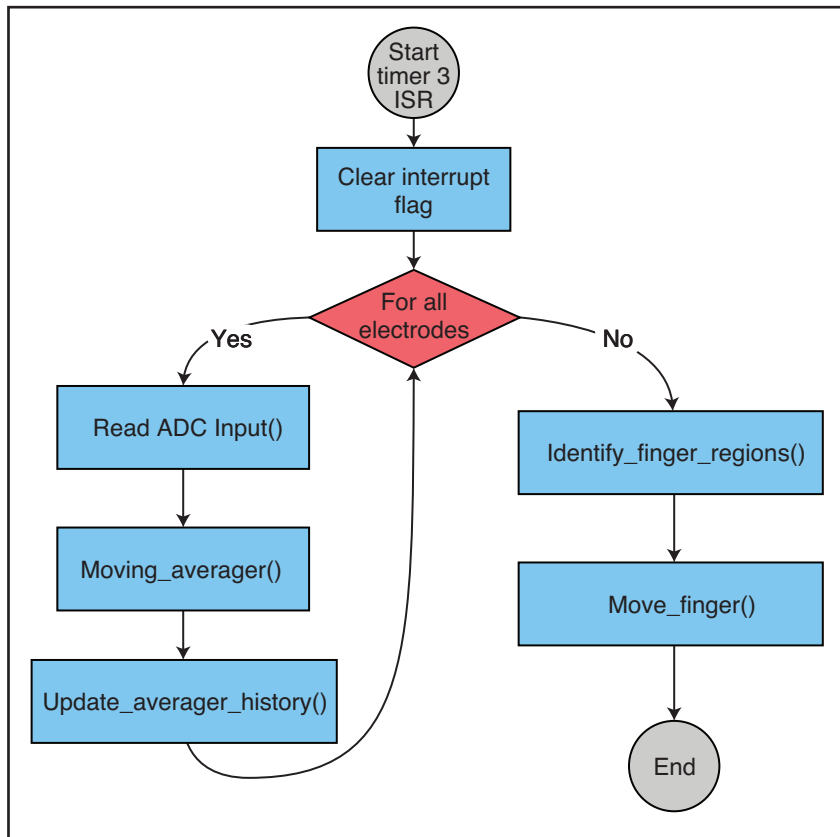 Start
timer 3
ISR
Clear interrupt
flag
For all
electrodes
Yes
No
Read ADC Input()
Identify_finger_regions()
Moving_averager()
Move_finger()
Update_averager_history()
End